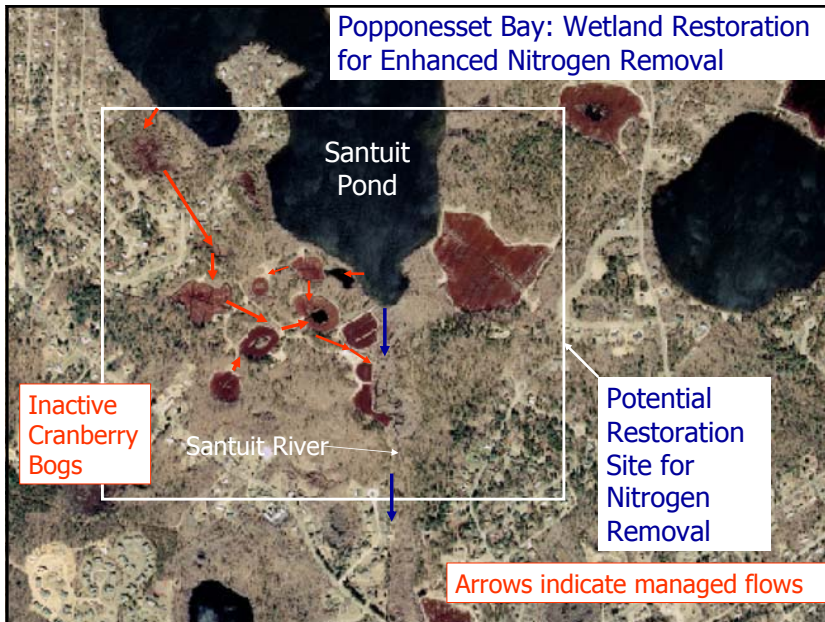 Popponesset Bay: Wetland Restoration
for Enhanced Nitrogen Removal
Santuit
Pond
Inactive
Cranberry
Bogs
Santuit River
Potential
Restoration
Site for
Nitrogen
Removal
Arrows indicate managed flows